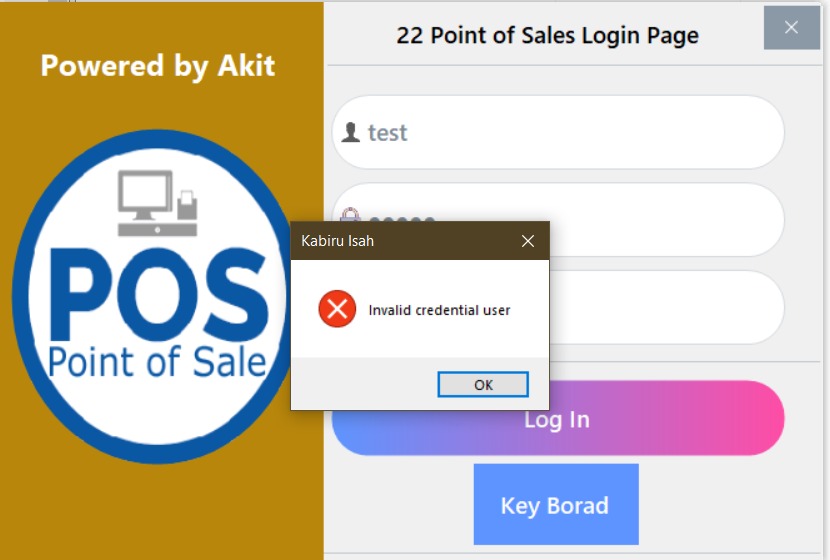 Powered by Akit
POS
Point of Sale
22 Point of Sales Login Page
test
Kabiru Isah
Invalid credential user
OK
Log In
Key Borad